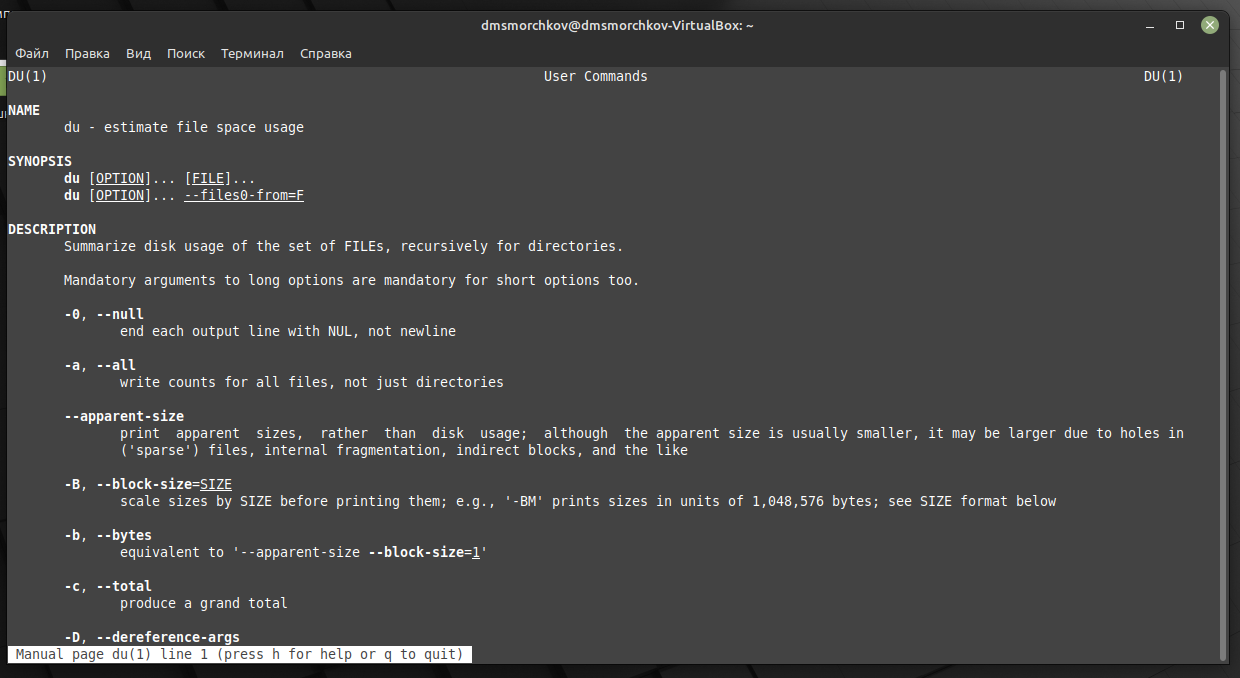 dmsmorchkov@dmsmorchkov-VirtualBox: ~
Файл Правка Вид Поиск Терминал Справка
DU(1) User Commands DU(1)
NAME
du - estimate file space usage
SYNOPSIS
du [OPTION]... [FILE]...
du [OPTION]... --files0-from=F
DESCRIPTION
Summarize disk usage of the set of FILEs, recursively for directories.
Mandatory arguments to long options are mandatory for short options too.
-0, --null
end each output line with NUL, not newline
-a, --all
write counts for all files, not just directories
--apparent-size
print apparent sizes, rather than disk usage; although the apparent size is usually smaller, it may be larger due to holes in
('sparse') files, internal fragmentation, indirect blocks, and the like
-B, --block-size=SIZE
scale sizes by SIZE before printing them; e.g., '-BM' prints sizes in units of 1,048,576 bytes; see SIZE format below
-b, --bytes
equivalent to '--apparent-size --block-size=1'
-c, --total
produce a grand total
-D, --dereference-args
Manual page du(1) line 1 (press h for help or q to quit)